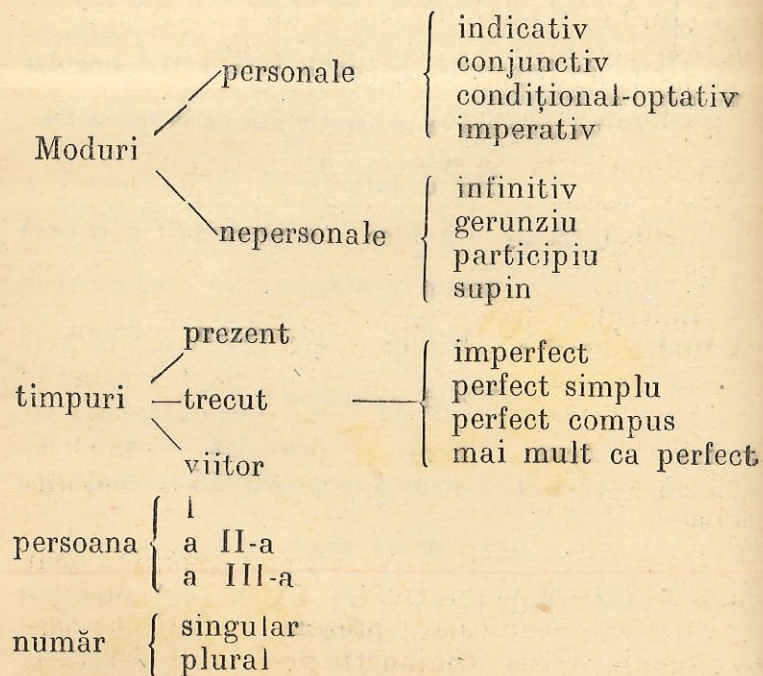 indicativ
personale
conjunctiv
condițional-optativ
imperativ
Moduri
infinitiv
nepersonale
gerunziu
participiu
supin
prezent
imperfect
timpuri
trecut
perfect simplu
perfect compus
viitor
mai mult ca perfect
persoana
I
a II-a
a III-a
număr
singular
plural